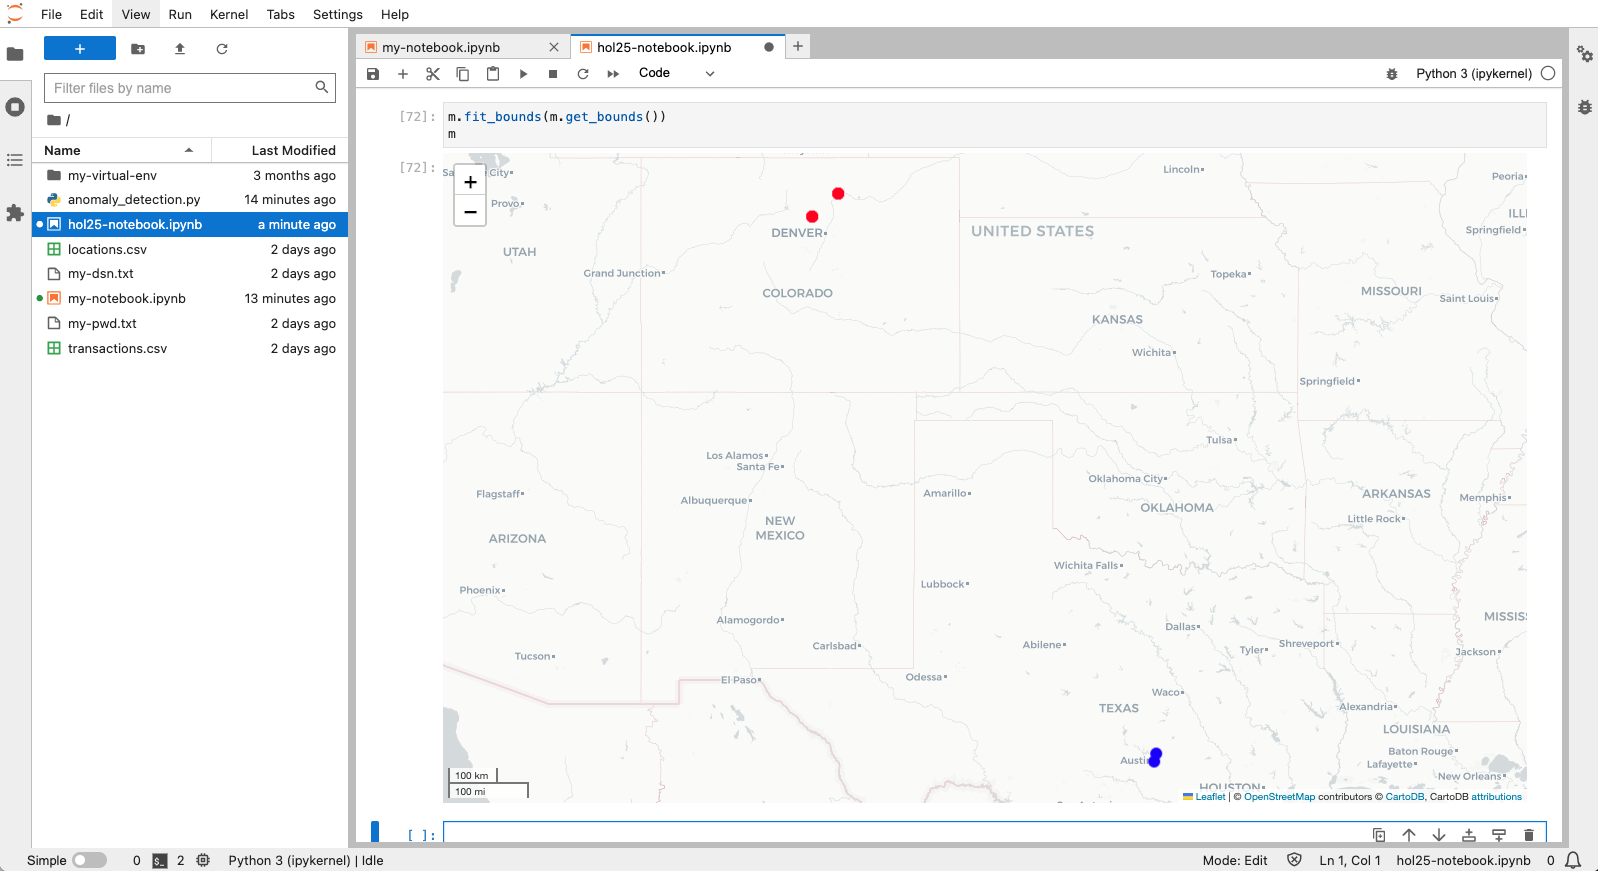 File Edit View Run Kernel Tabs Settings Help
+
Filter files by name
/
Name Last Modified
my-virtual-env 3 months ago
anomaly_detection.py 14 minutes ago
hol25-notebook.ipynb a minute ago
locations.csv 2 days ago
my-dsn.txt 2 days ago
my-notebook.ipynb 13 minutes ago
my-pwd.txt 2 days ago
transactions.csv 2 days ago
my-notebook.ipynb
hol25-notebook.ipynb
Code
Python 3 (ipykernel)
[72]:
m.fit_bounds(m.get_bounds())
m
[72]:
+
−
City
Provo
UTAH
Grand Junction
DENVER
COLORADO
UNITED STATES
Lincoln
Peoria
ILLI
Springfield
Topeka
MISSOURI
Saint Louis
KANSAS
Wichita
Springfield
Tulsa
Los Alamos
Santa Fe
Flagstaff
Albuquerque
Amarillo
Oklahoma City
OKLAHOMA
ARKANSAS
Memphis
Little Rock
NEW
MEXICO
ARIZONA
Wichita Falls
Phoenix
Lubbock
Alamogordo
Dallas
MISSIS
Carlsbad
Abilene
Tyler
Shreveport
Jackson
Tucson
El Paso
Odessa
Waco
TEXAS
Alexandria
LOUISIANA
Baton Rouge
Lafayette
Austin
New Orleans
HOUSTON
100 km
100 mi
Leaflet | © OpenStreetMap contributors © CartoDB, CartoDB attributions
[ ]:
Simple 0 $_ 2 Python 3 (ipykernel) | Idle
Mode: Edit Ln 1, Col 1 hol25-notebook.ipynb 0